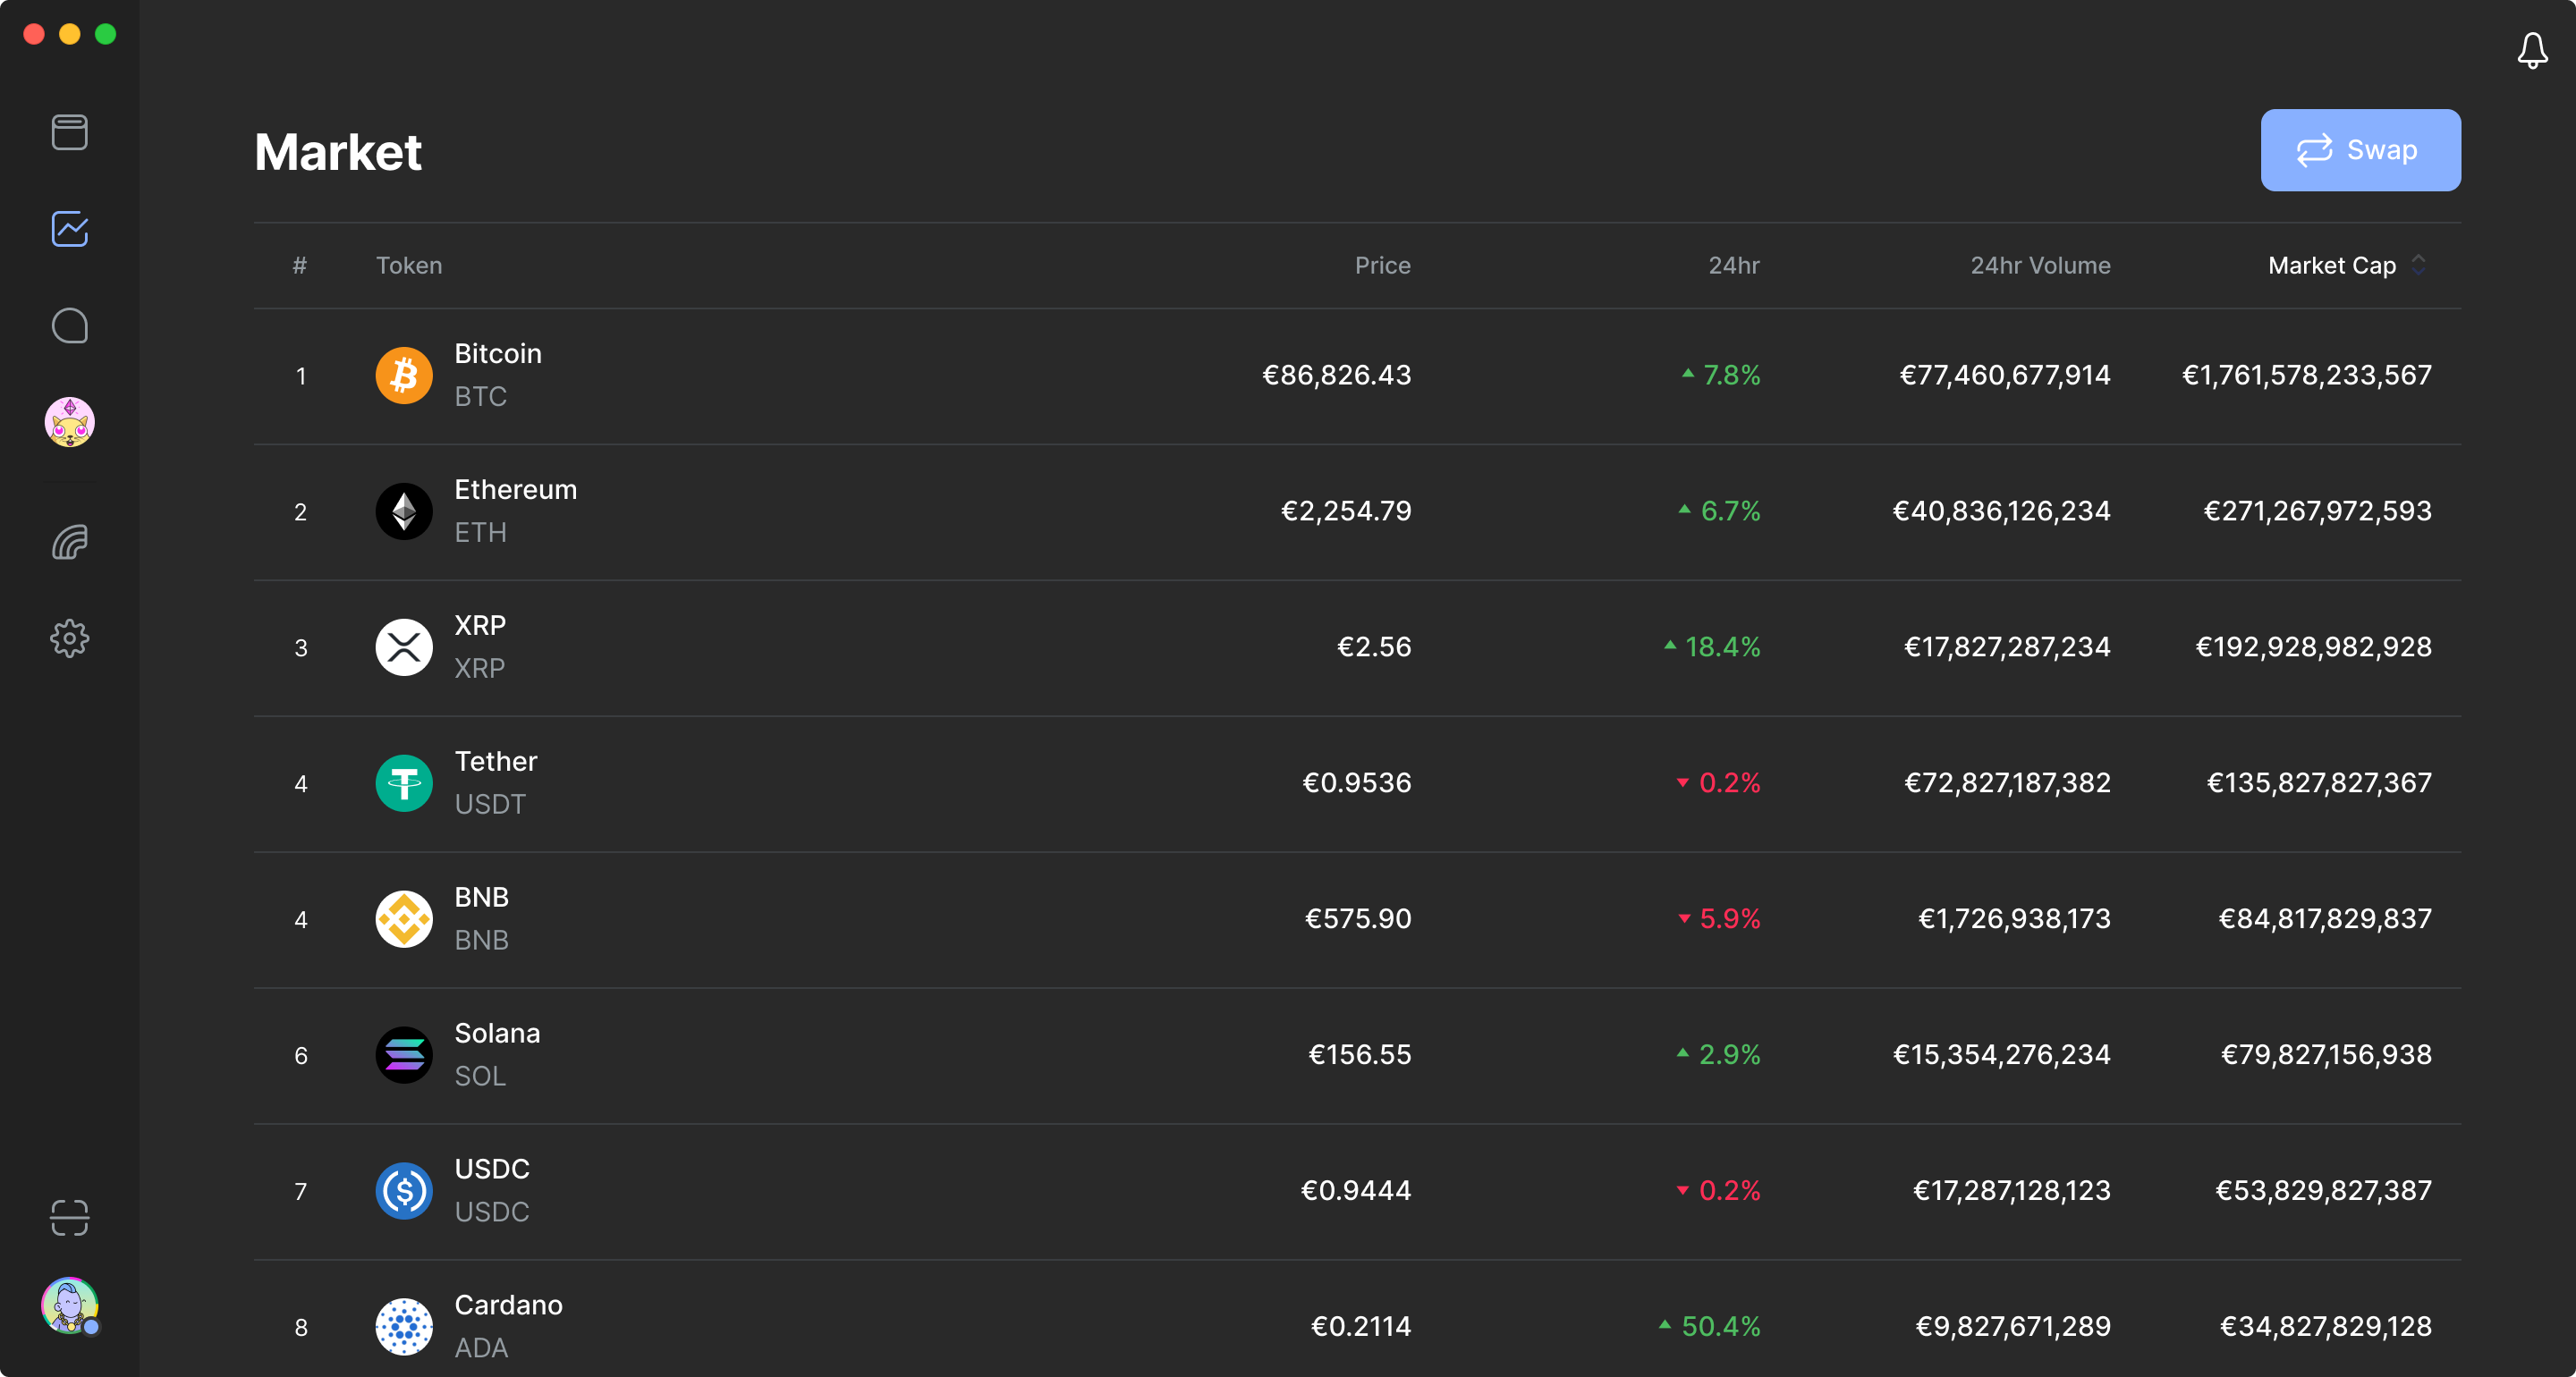 Market
Swap
# Token Price 24hr 24hr Volume Market Cap
1 Bitcoin BTC €86,826.43 7.8% €77,460,677,914 €1,761,578,233,567
2 Ethereum ETH €2,254.79 6.7% €40,836,126,234 €271,267,972,593
3 XRP XRP €2.56 18.4% €17,827,287,234 €192,928,982,928
4 Tether USDT €0.9536 0.2% €72,827,187,382 €135,827,827,367
4 BNB BNB €575.90 5.9% €1,726,938,173 €84,817,829,837
6 Solana SOL €156.55 2.9% €15,354,276,234 €79,827,156,938
7 USDC USDC €0.9444 0.2% €17,287,128,123 €53,829,827,387
8 Cardano ADA €0.2114 50.4% €9,827,671,289 €34,827,829,128